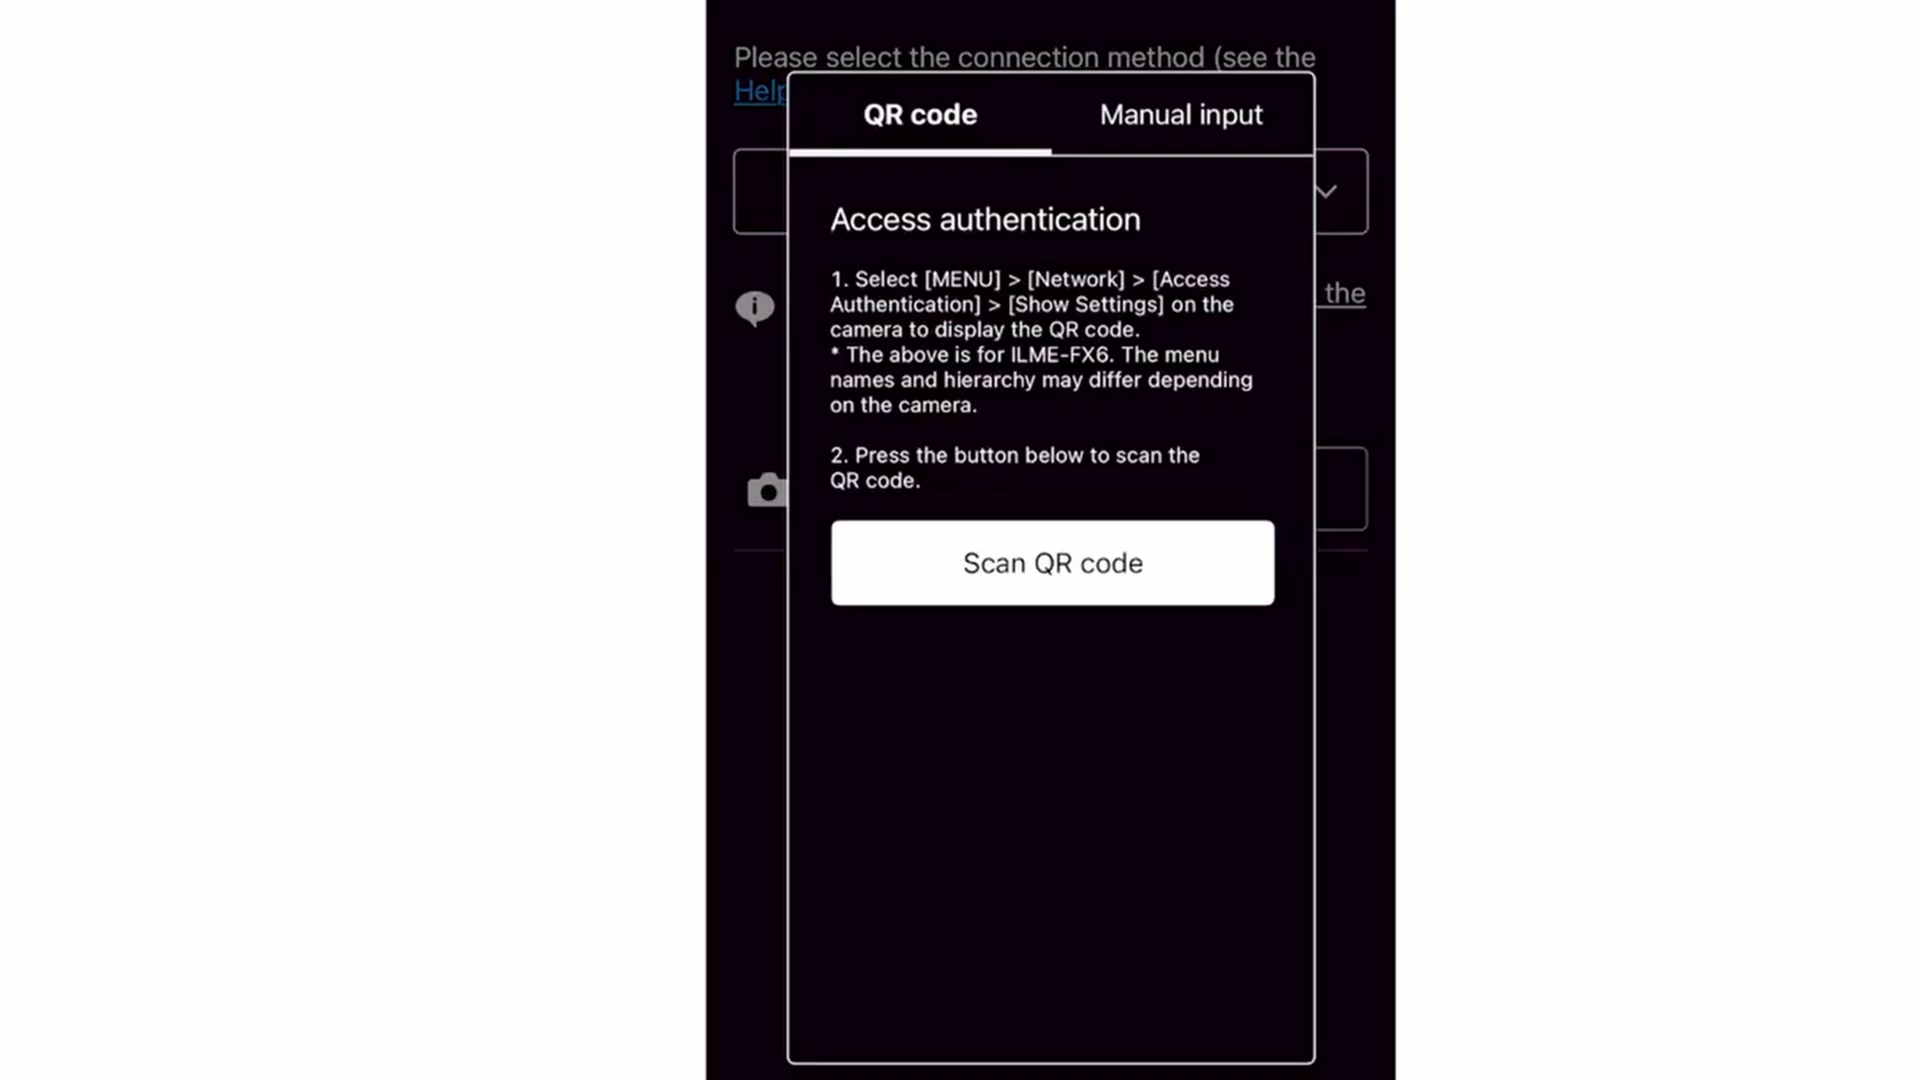 Please select the connection method (see the
Help
QR code
Manual input
Access authentication
1. Select [MENU] > [Network] > [Access
Authentication] > [Show Settings] on the
camera to display the QR code.
* The above is for ILME-FX6. The menu
names and hierarchy may differ depending
on the camera.
the
2. Press the button below to scan the
QR code.
Scan QR code